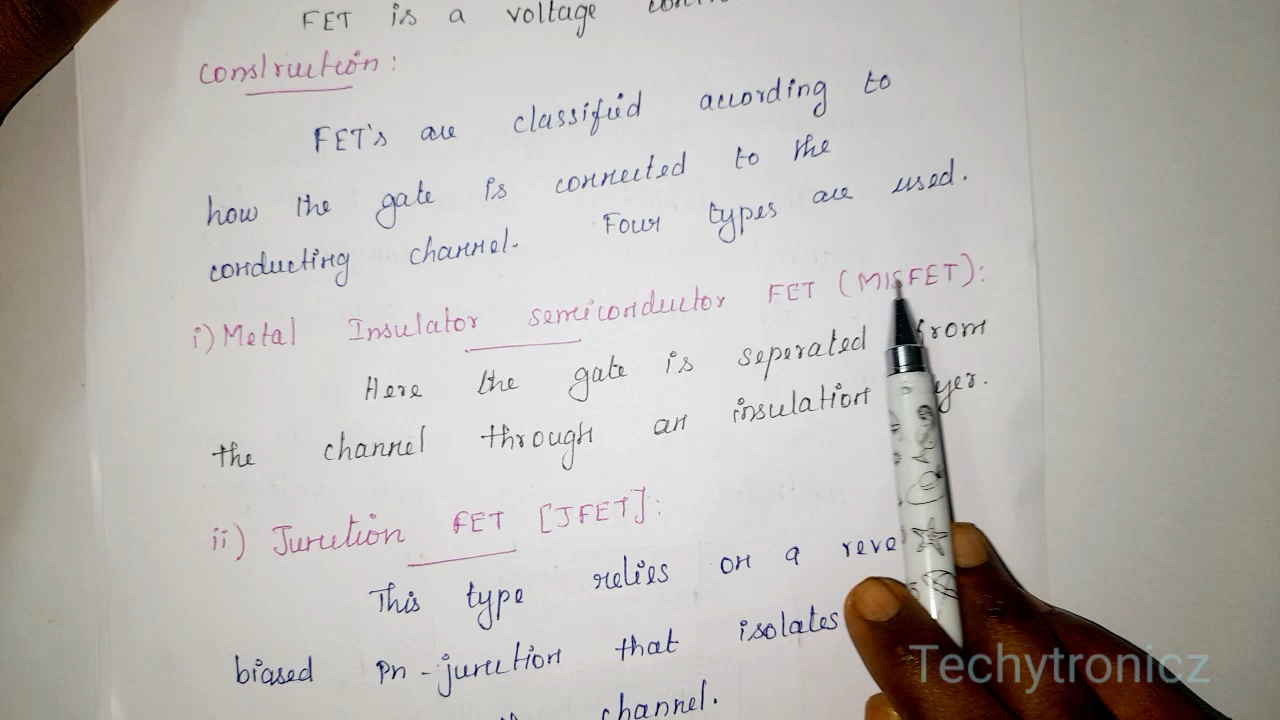 FET is a voltage
Construction:
FET's are classified according to
how the gate is connected to the
conducting channel. Four types are used.
i) Metal Insulator semiconductor FET (MISFET):
Here the gate is seperated from
the channel through an insulation yer.
ii) Junction FET [JFET]:
This type relies on a reve
biased Pn-junction that isolates
channel.
Techytronicz